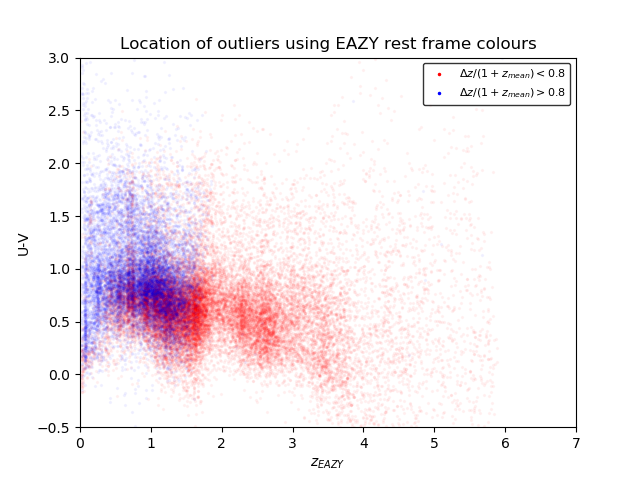 Location of outliers using EAZY rest frame colours
Δz/(1 + z_mean) < 0.8
Δz/(1 + z_mean) > 0.8
U-V
3.0
2.5
2.0
1.5
1.0
0.5
0.0
−0.5
0 1 2 3 4 5 6 7
z_EAZY